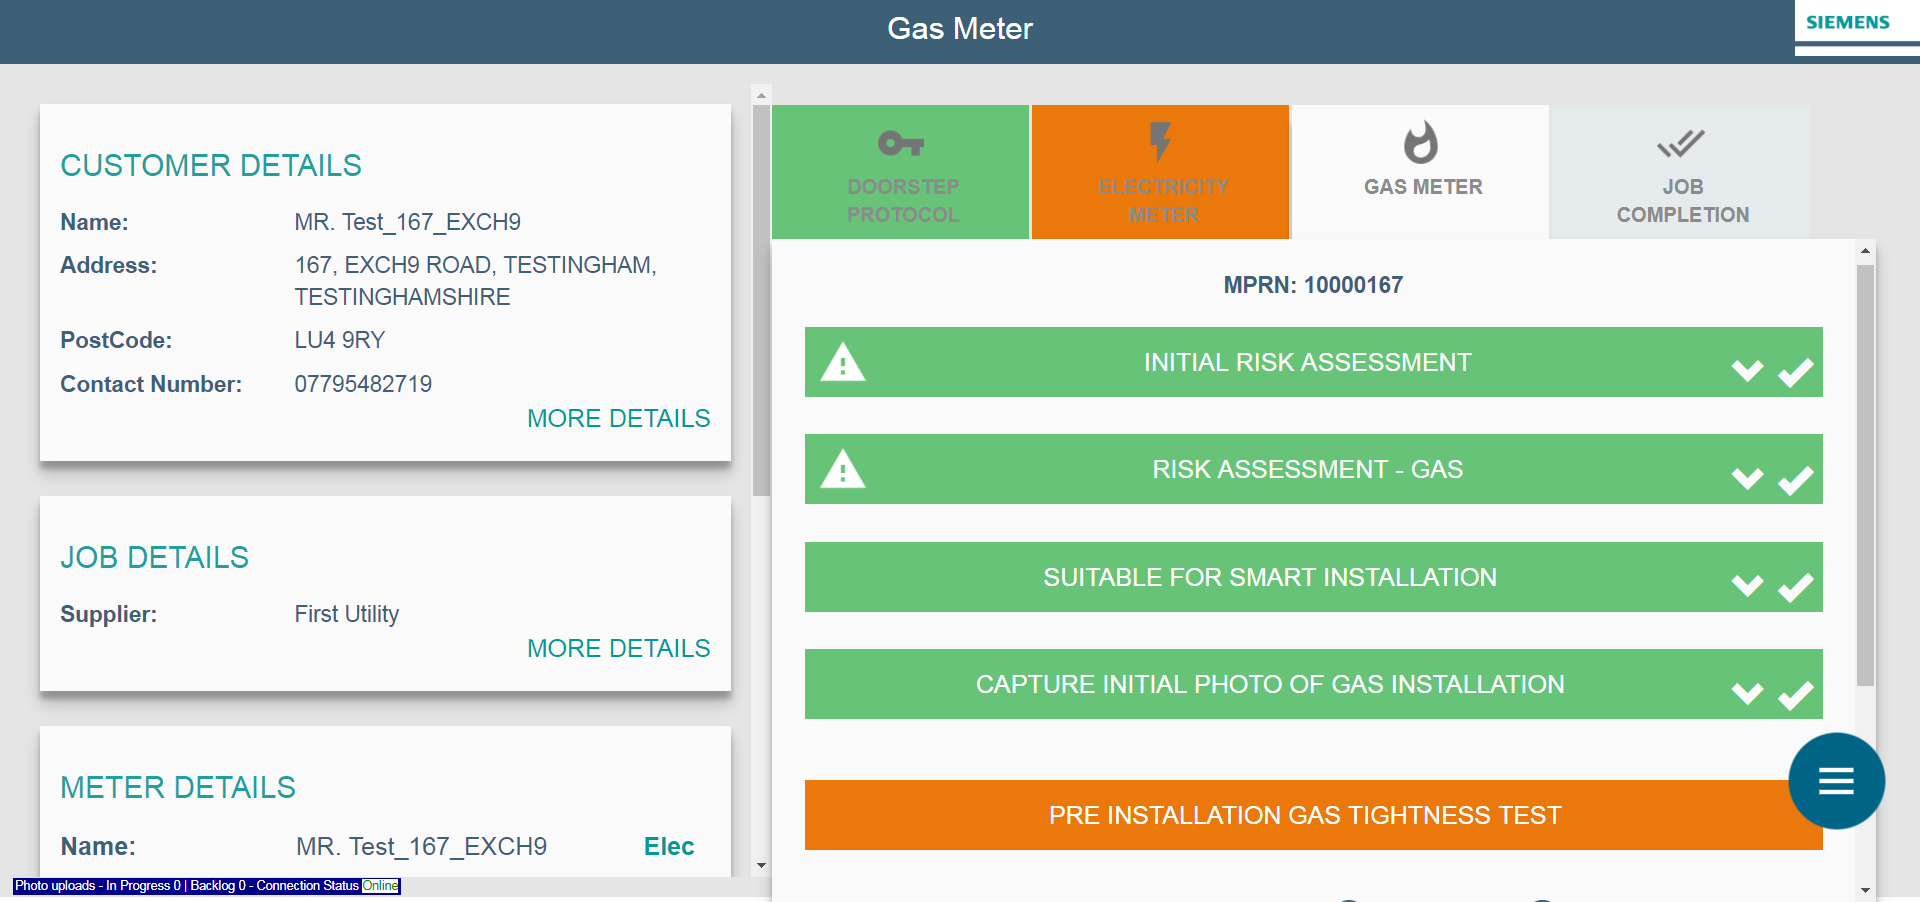 Gas Meter
SIEMENS
CUSTOMER DETAILS
Name: MR. Test_167_EXCH9
Address: 167, EXCH9 ROAD, TESTINGHAM,
TESTINGHAMSHIRE
PostCode: LU4 9RY
Contact Number: 07795482719
MORE DETAILS
JOB DETAILS
Supplier: First Utility
MORE DETAILS
METER DETAILS
Name: MR. Test_167_EXCH9 Elec
Photo uploads - In Progress 0 | Backlog 0 - Connection Status Online
DOORSTEP
PROTOCOL
ELECTRICITY
METER
GAS METER
JOB
COMPLETION
MPRN: 10000167
INITIAL RISK ASSESSMENT
RISK ASSESSMENT - GAS
SUITABLE FOR SMART INSTALLATION
CAPTURE INITIAL PHOTO OF GAS INSTALLATION
PRE INSTALLATION GAS TIGHTNESS TEST